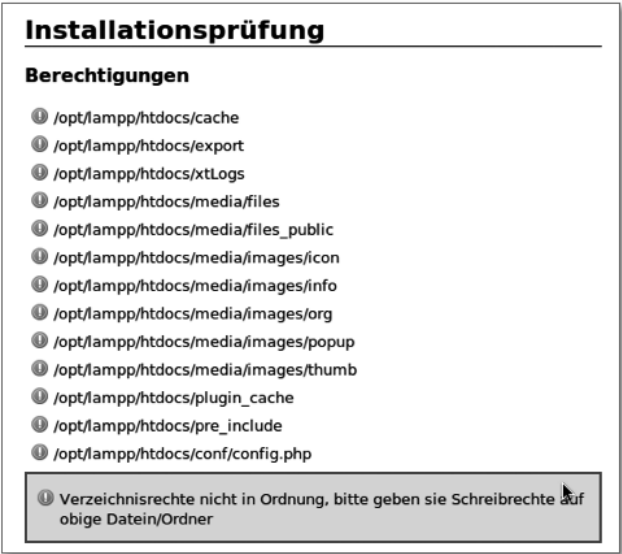 Installationsprüfung
Berechtigungen
/opt/lampp/htdocs/cache
/opt/lampp/htdocs/export
/opt/lampp/htdocs/xtLogs
/opt/lampp/htdocs/media/files
/opt/lampp/htdocs/media/files_public
/opt/lampp/htdocs/media/images/icon
/opt/lampp/htdocs/media/images/info
/opt/lampp/htdocs/media/images/org
/opt/lampp/htdocs/media/images/popup
/opt/lampp/htdocs/media/images/thumb
/opt/lampp/htdocs/plugin_cache
/opt/lampp/htdocs/pre_include
/opt/lampp/htdocs/conf/config.php
Verzeichnisrechte nicht in Ordnung, bitte geben sie Schreibrechte auf
obige Datein/Ordner